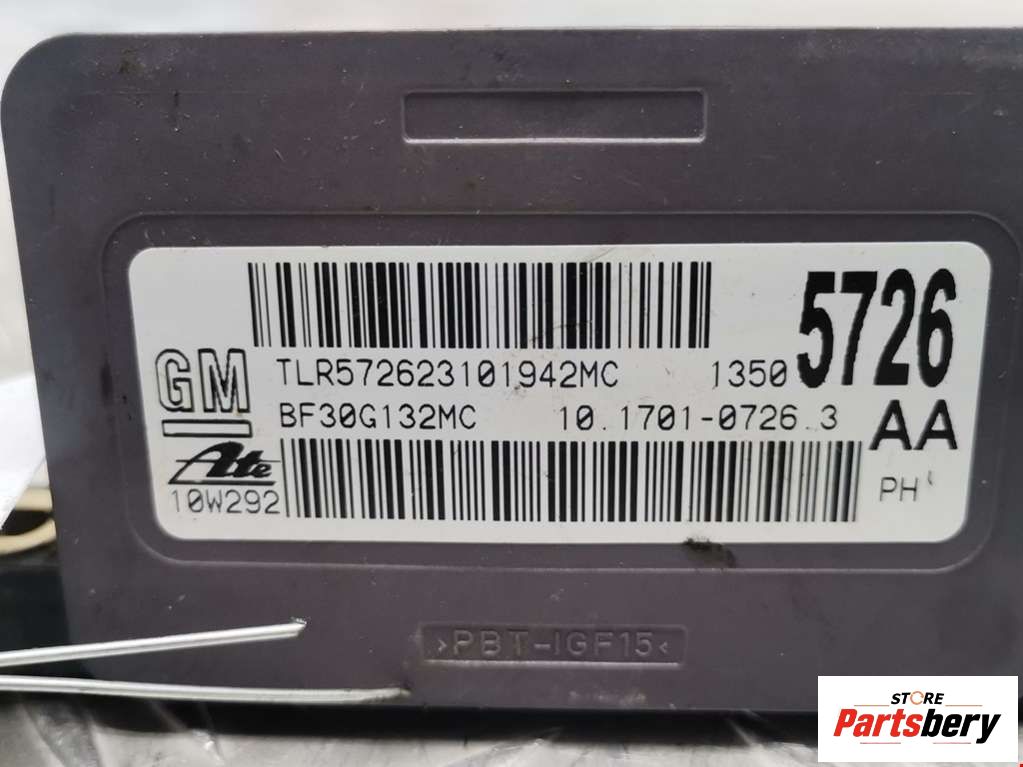 GM
TLR572623101942MC 1350 5726
BF30G132MC 10.1701-0726.3 AA
Ate
10W292
PH
>PBT-IGF15<
STORE
Partsbery